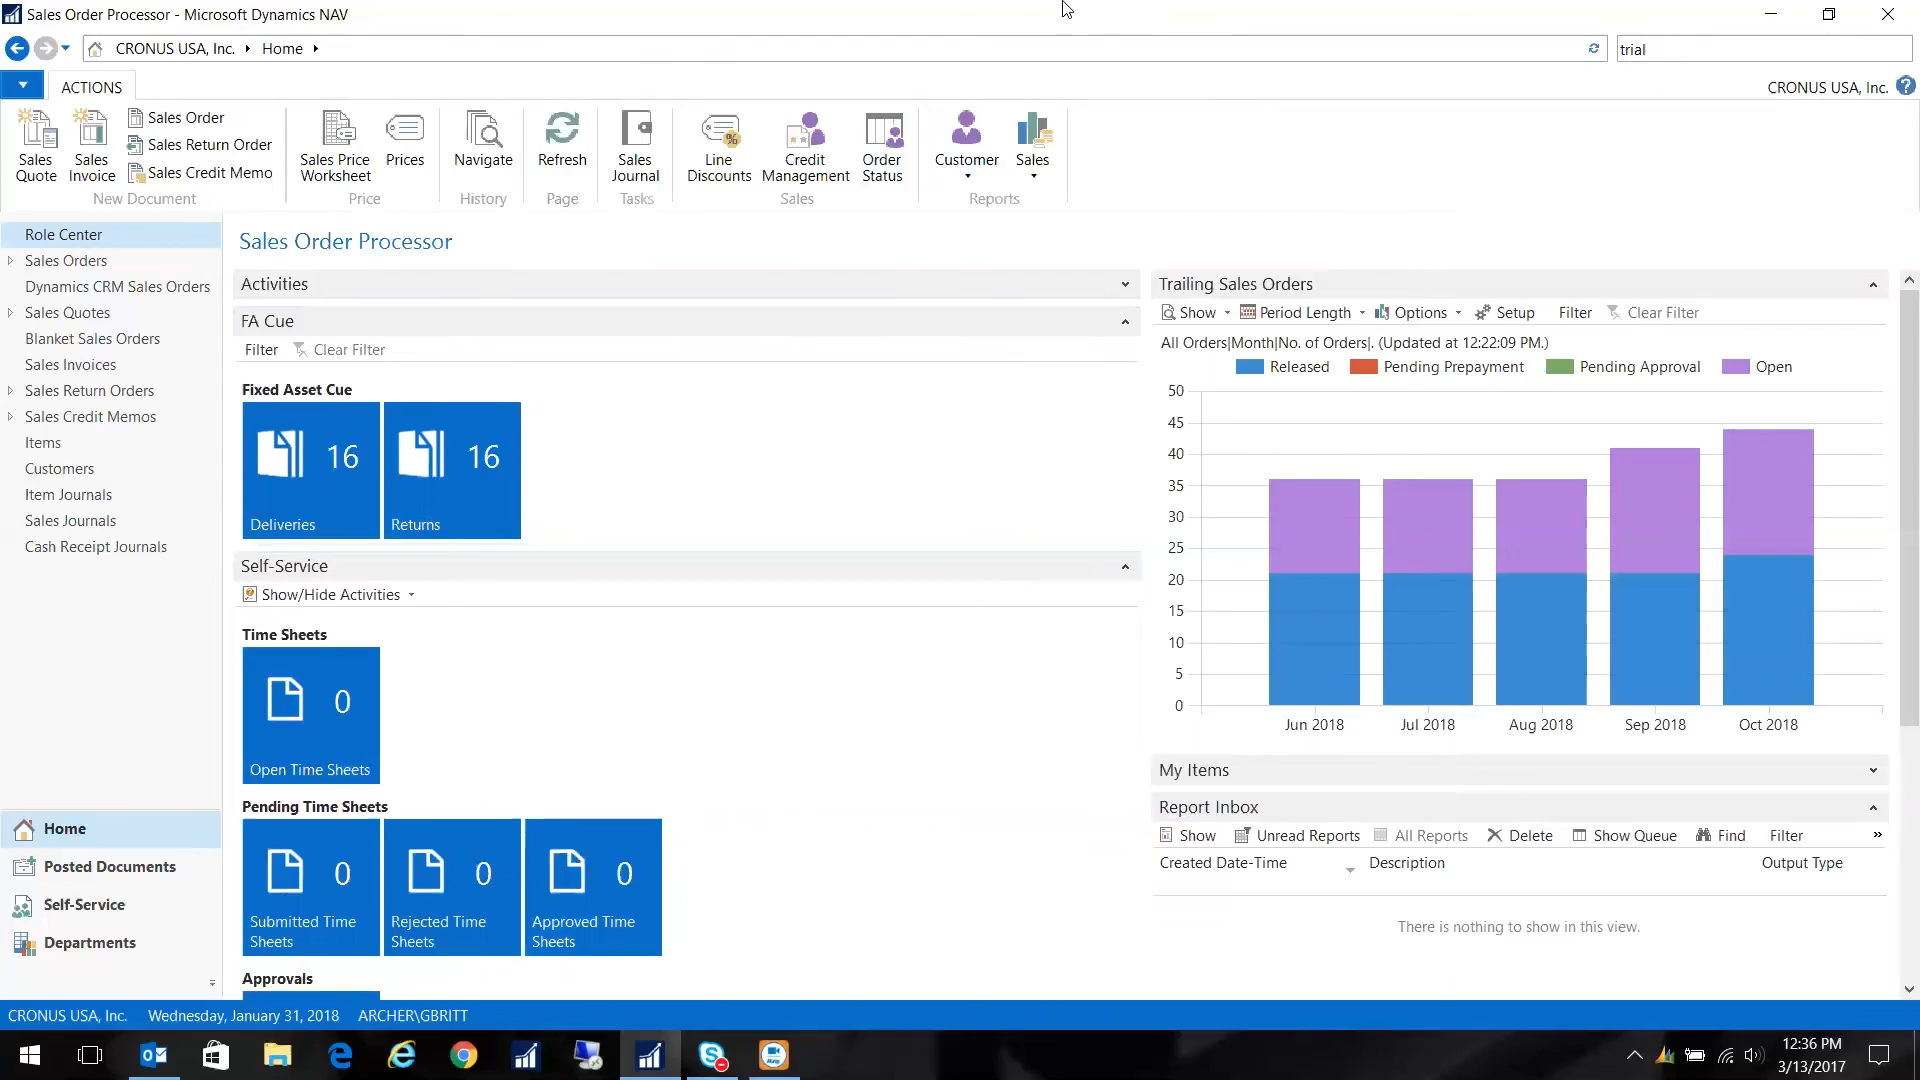 Sales Order Processor - Microsoft Dynamics NAV
CRONUS USA, Inc. Home
trial
ACTIONS
CRONUS USA, Inc.
Sales Quote
Sales Invoice
Sales Order
Sales Return Order
Sales Credit Memo
New Document
Sales Price Worksheet
Prices
Price
Navigate
History
Refresh
Page
Sales Journal
Tasks
Line Discounts
Credit Management
Order Status
Sales
Customer
Sales
Reports
Role Center
Sales Orders
Dynamics CRM Sales Orders
Sales Quotes
Blanket Sales Orders
Sales Invoices
Sales Return Orders
Sales Credit Memos
Items
Customers
Item Journals
Sales Journals
Cash Receipt Journals
Home
Posted Documents
Self-Service
Departments
Sales Order Processor
Activities
FA Cue
Filter Clear Filter
Fixed Asset Cue
16
Deliveries
16
Returns
Self-Service
Show/Hide Activities
Time Sheets
0
Open Time Sheets
Pending Time Sheets
0
Submitted Time Sheets
0
Rejected Time Sheets
0
Approved Time Sheets
Approvals
Trailing Sales Orders
Show Period Length Options Setup Filter Clear Filter
All Orders|Month|No. of Orders|. (Updated at 12:22:09 PM.)
Released Pending Prepayment Pending Approval Open
50
45
40
35
30
25
20
15
10
5
0
Jun 2018 Jul 2018 Aug 2018 Sep 2018 Oct 2018
My Items
Report Inbox
Show Unread Reports All Reports Delete Show Queue Find Filter »
Created Date-Time Description Output Type
There is nothing to show in this view.
CRONUS USA, Inc. Wednesday, January 31, 2018 ARCHER\GBRITT
12:36 PM
3/13/2017